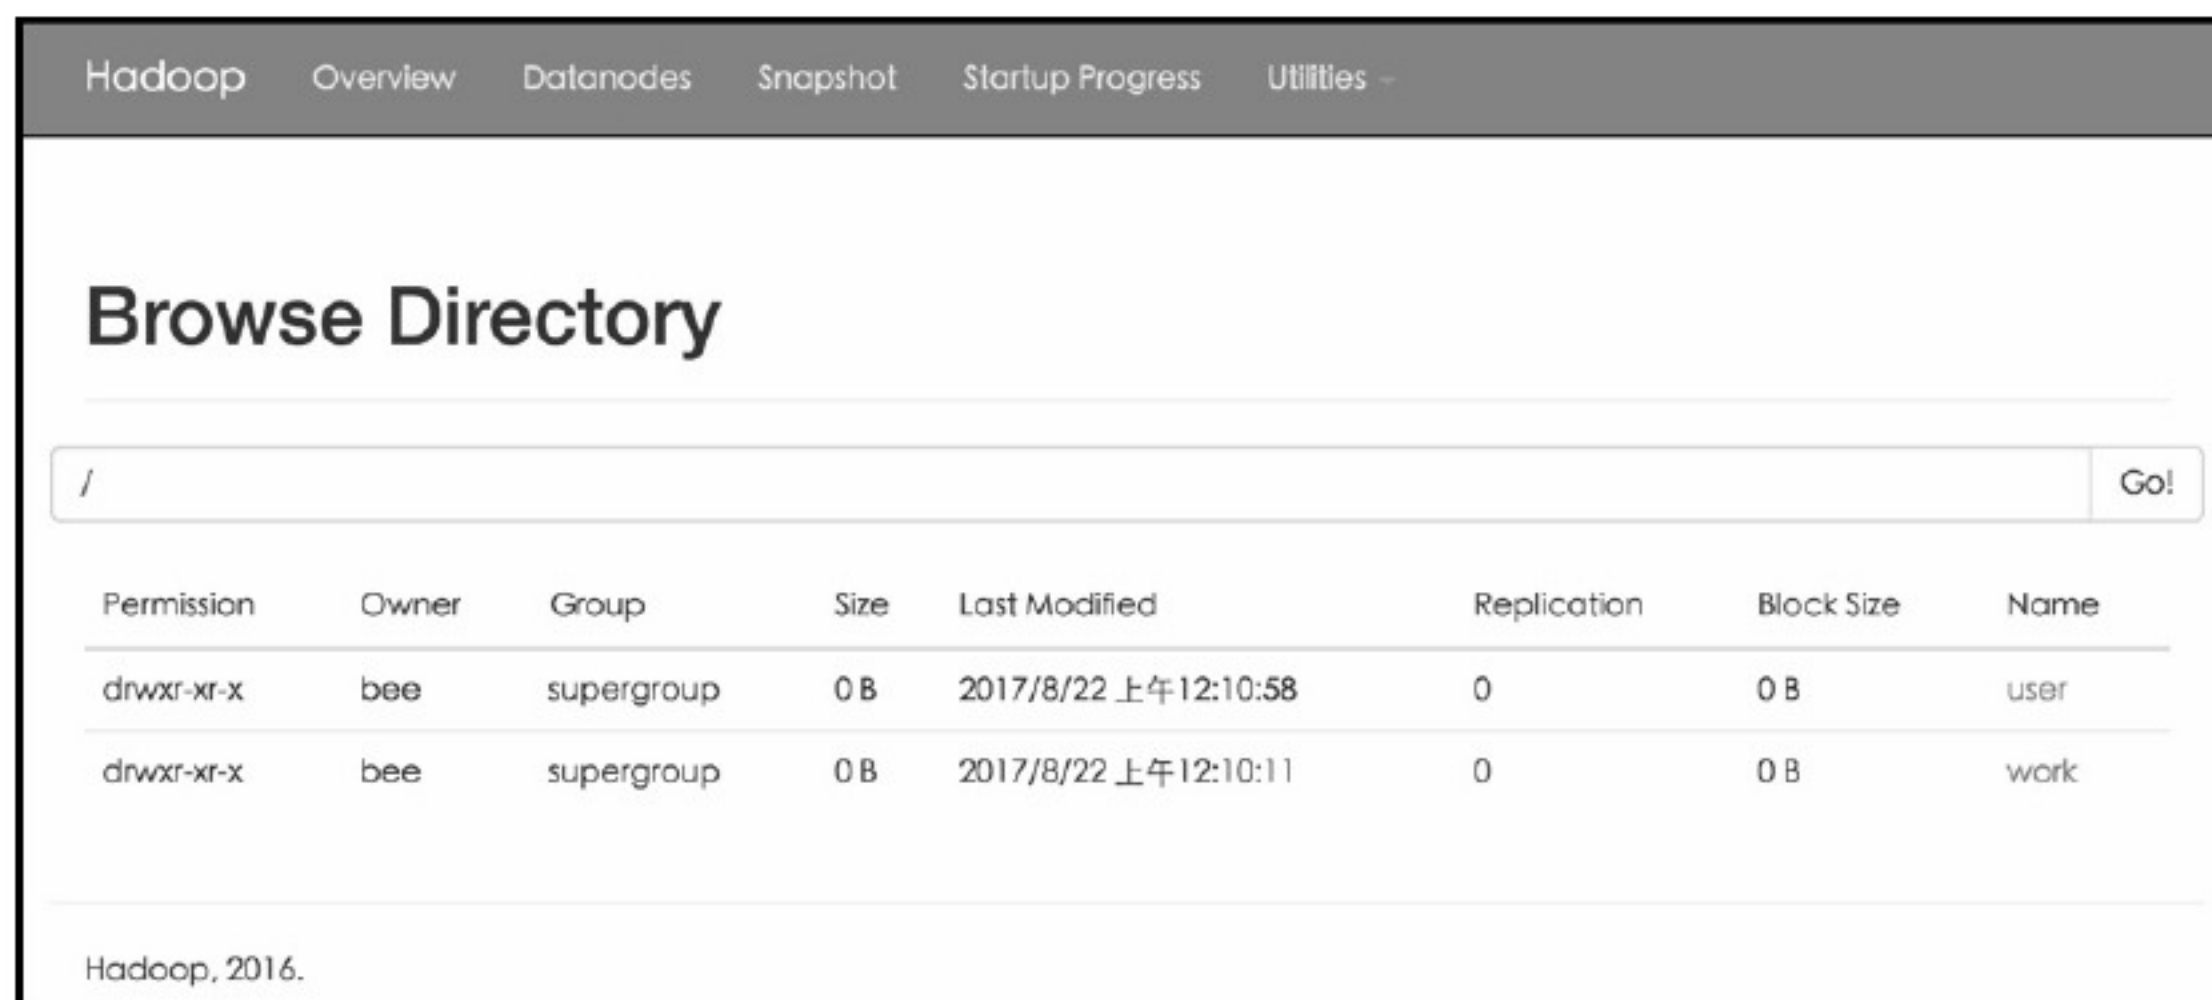 Hadoop Overview Datanodes Snapshot Startup Progress Utilities
Browse Directory
/ Go!
Permission Owner Group Size Last Modified Replication Block Size Name
drwxr-xr-x bee supergroup 0 B 2017/8/22 上午12:10:58 0 0 B user
drwxr-xr-x bee supergroup 0 B 2017/8/22 上午12:10:11 0 0 B work
Hadoop, 2016.